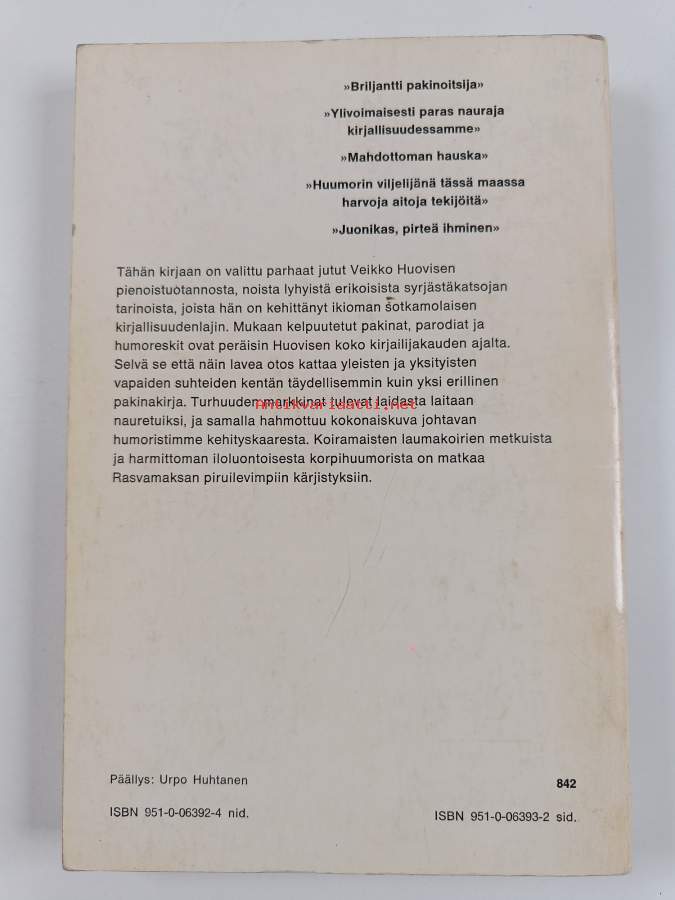 »Briljantti pakinoitsija»
»Ylivoimaisesti paras nauraja
kirjallisuudessamme»
»Mahdottoman hauska»
»Huumorin viljelijänä tässä maassa
harvoja aitoja tekijöitä»
»Juonikas, pirteä ihminen»
Tähän kirjaan on valittu parhaat jutut Veikko Huovisen
pienoistuotannosta, noista lyhyistä erikoisista syrjästäkatsojan
tarinoista, joista hän on kehittänyt ikioman sotkamolaisen
kirjallisuudenlajin. Mukaan kelpuutetut pakinat, parodiat ja
humoreskit ovat peräisin Huovisen koko kirjailijakauden ajalta.
Selvä se että näin lavea otos kattaa yleisten ja yksityisten
vapaiden suhteiden kentän täydellisemmin kuin yksi erillinen
pakinakirja. Turhuuden markkinat tulevat laidasta laitaan
Antikvariaatti.net
nauretuiksi, ja samalla hahmottuu kokonaiskuva johtavan
humoristimme kehityskaaresta. Koiramaisten laumakoirien metkuista
ja harmittoman iloluontoisesta korpihuumorista on matkaa
Rasvamaksan piruilevimpiin kärjistyksiin.
Päällys: Urpo Huhtanen
842
ISBN 951-0-06392-4 nid.
ISBN 951-0-06393-2 sid.